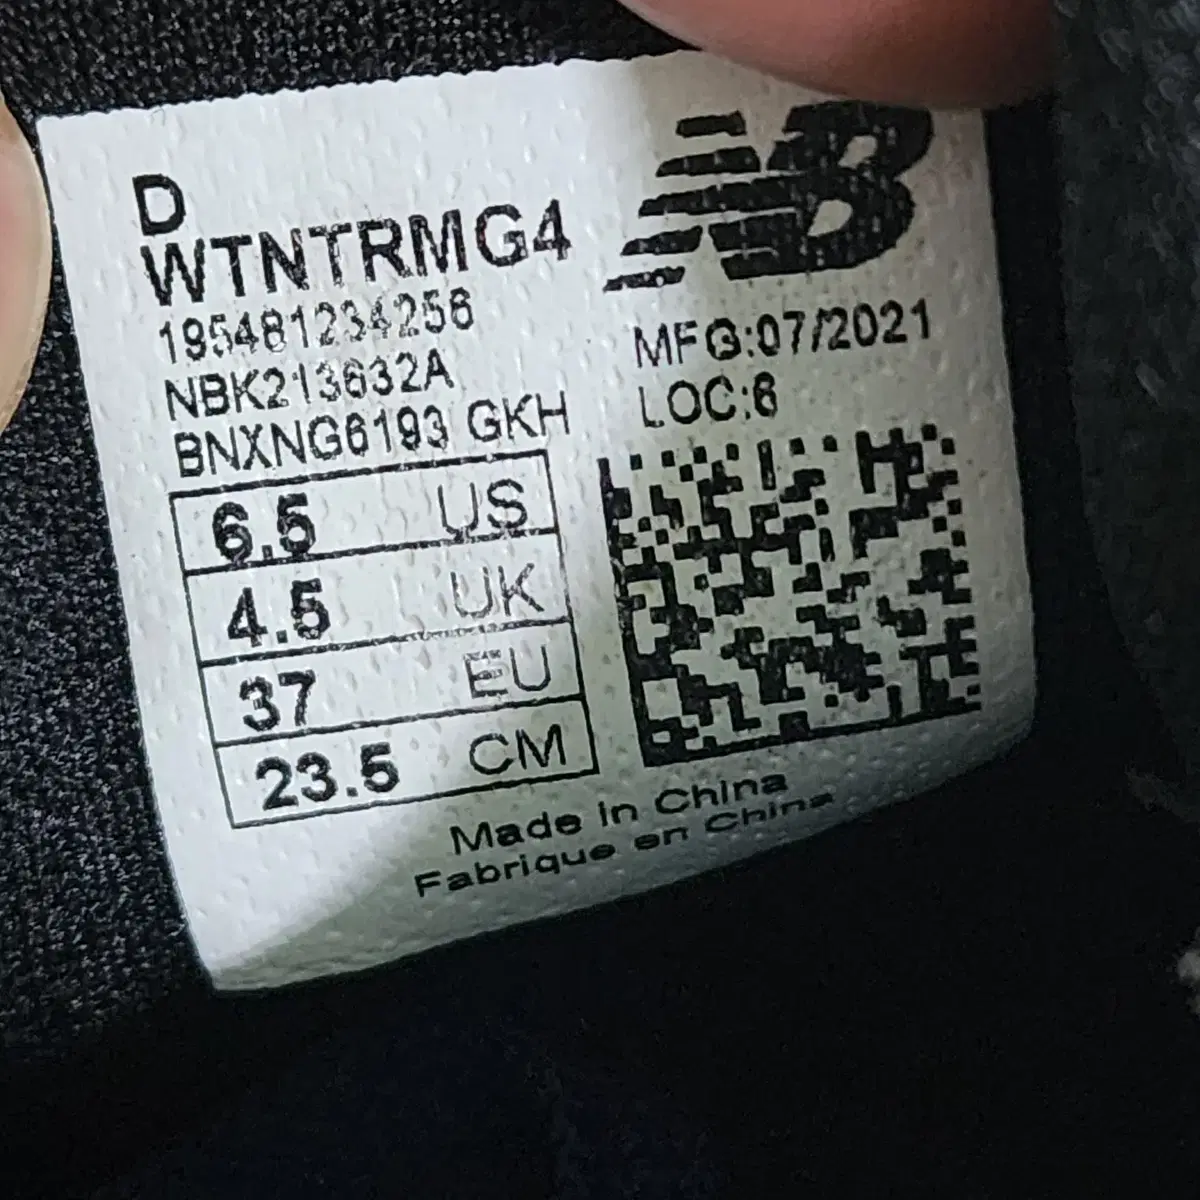 D
WTNTRMG4
195481234256
NBK213632A
BNXNG6193 GKH
6.5 US
4.5 UK
37 EU
23.5 CM
NB
MFG:07/2021
LOC:6
Made in China
Fabrique en China